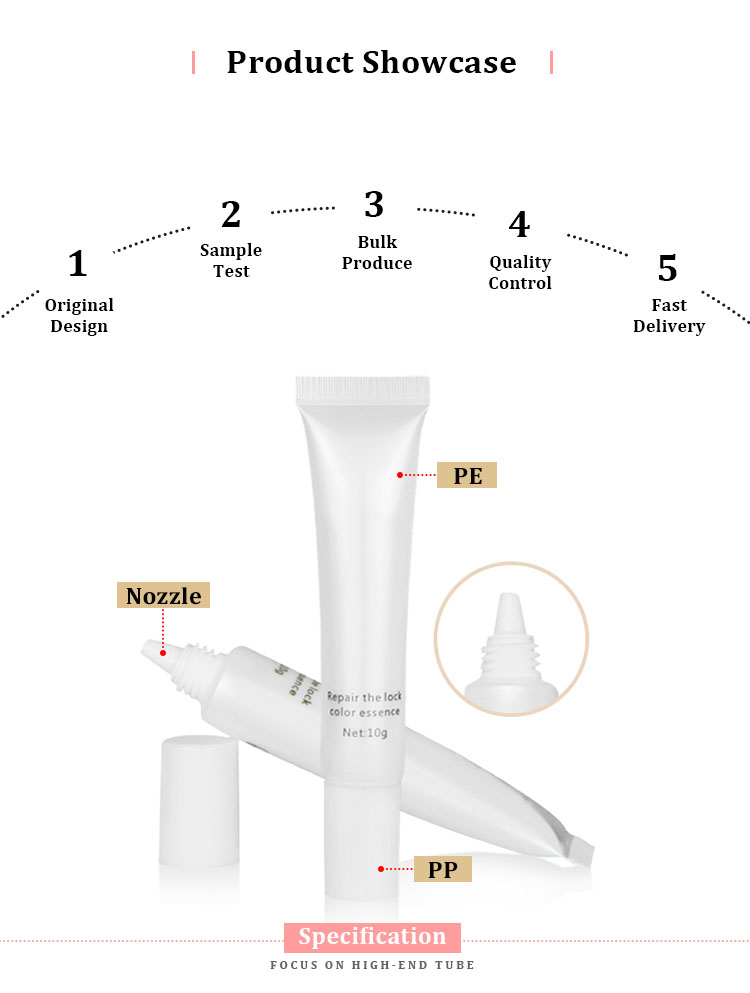 Product Showcase
1
Original
Design
2
Sample
Test
3
Bulk
Produce
4
Quality
Control
5
Fast
Delivery
PE
Nozzle
lock
Repair the lock
color essence
Net:10g
PP
Specification
FOCUS ON HIGH-END TUBE